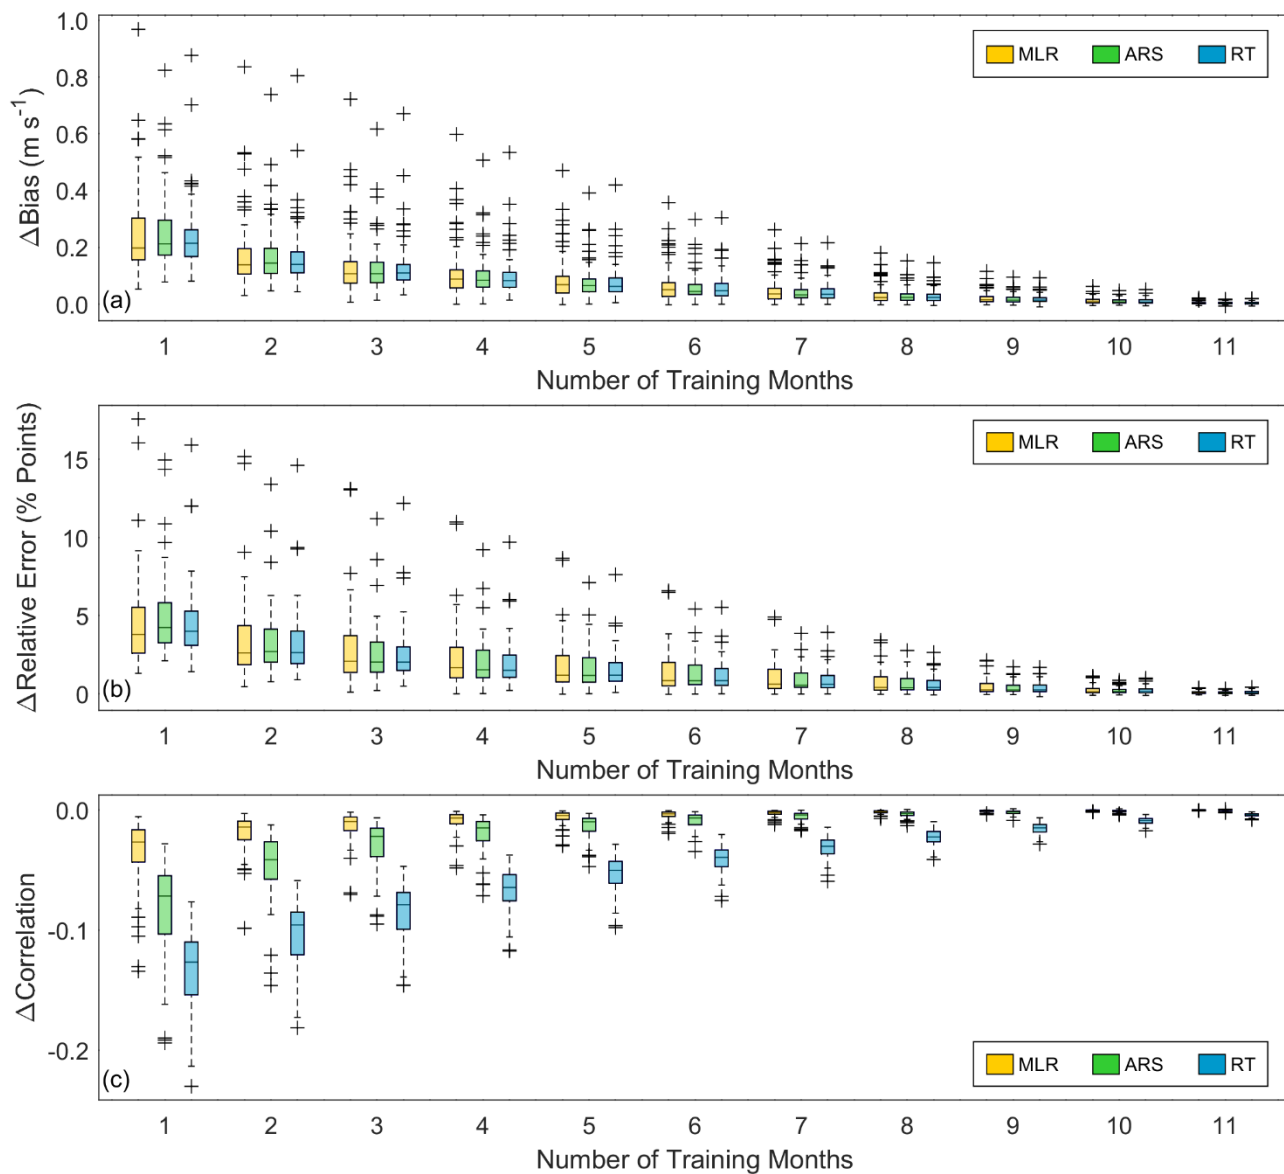 1.0
0.8
0.6
0.4
0.2
0.0
ΔBias (m s⁻¹)
MLR ARS RT
(a)
1 2 3 4 5 6 7 8 9 10 11
Number of Training Months
15
10
5
0
ΔRelative Error (% Points)
MLR ARS RT
(b)
1 2 3 4 5 6 7 8 9 10 11
Number of Training Months
0.0
-0.1
-0.2
ΔCorrelation
MLR ARS RT
(c)
1 2 3 4 5 6 7 8 9 10 11
Number of Training Months